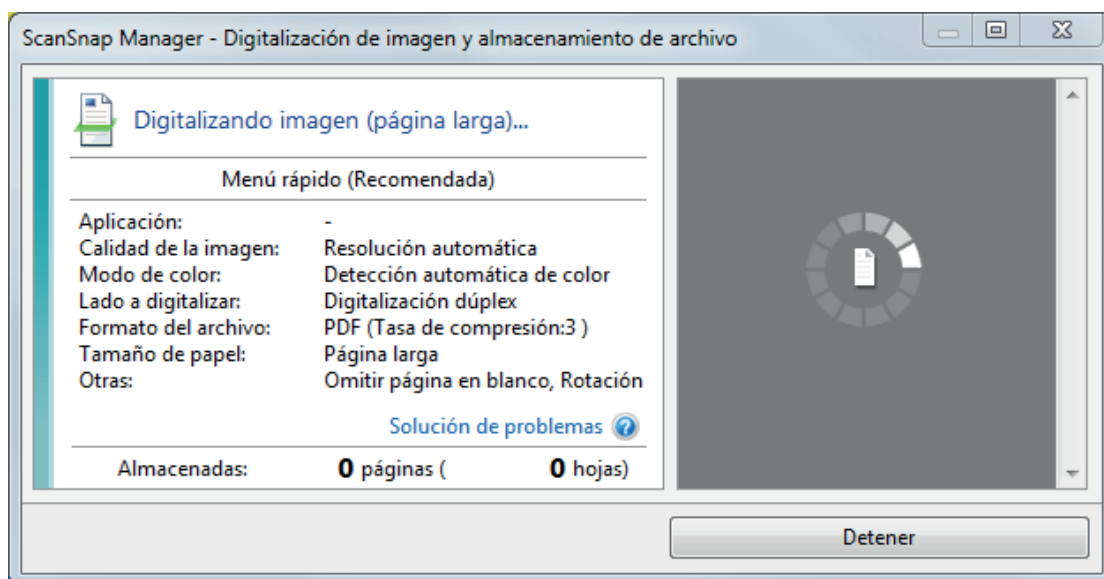 ScanSnap Manager - Digitalización de imagen y almacenamiento de archivo
Digitalizando imagen (página larga)...
Menú rápido (Recomendada)
Aplicación: -
Calidad de la imagen: Resolución automática
Modo de color: Detección automática de color
Lado a digitalizar: Digitalización dúplex
Formato del archivo: PDF (Tasa de compresión:3 )
Tamaño de papel: Página larga
Otras: Omitir página en blanco, Rotación
Solución de problemas ?
Almacenadas: 0 páginas ( 0 hojas)
Detener